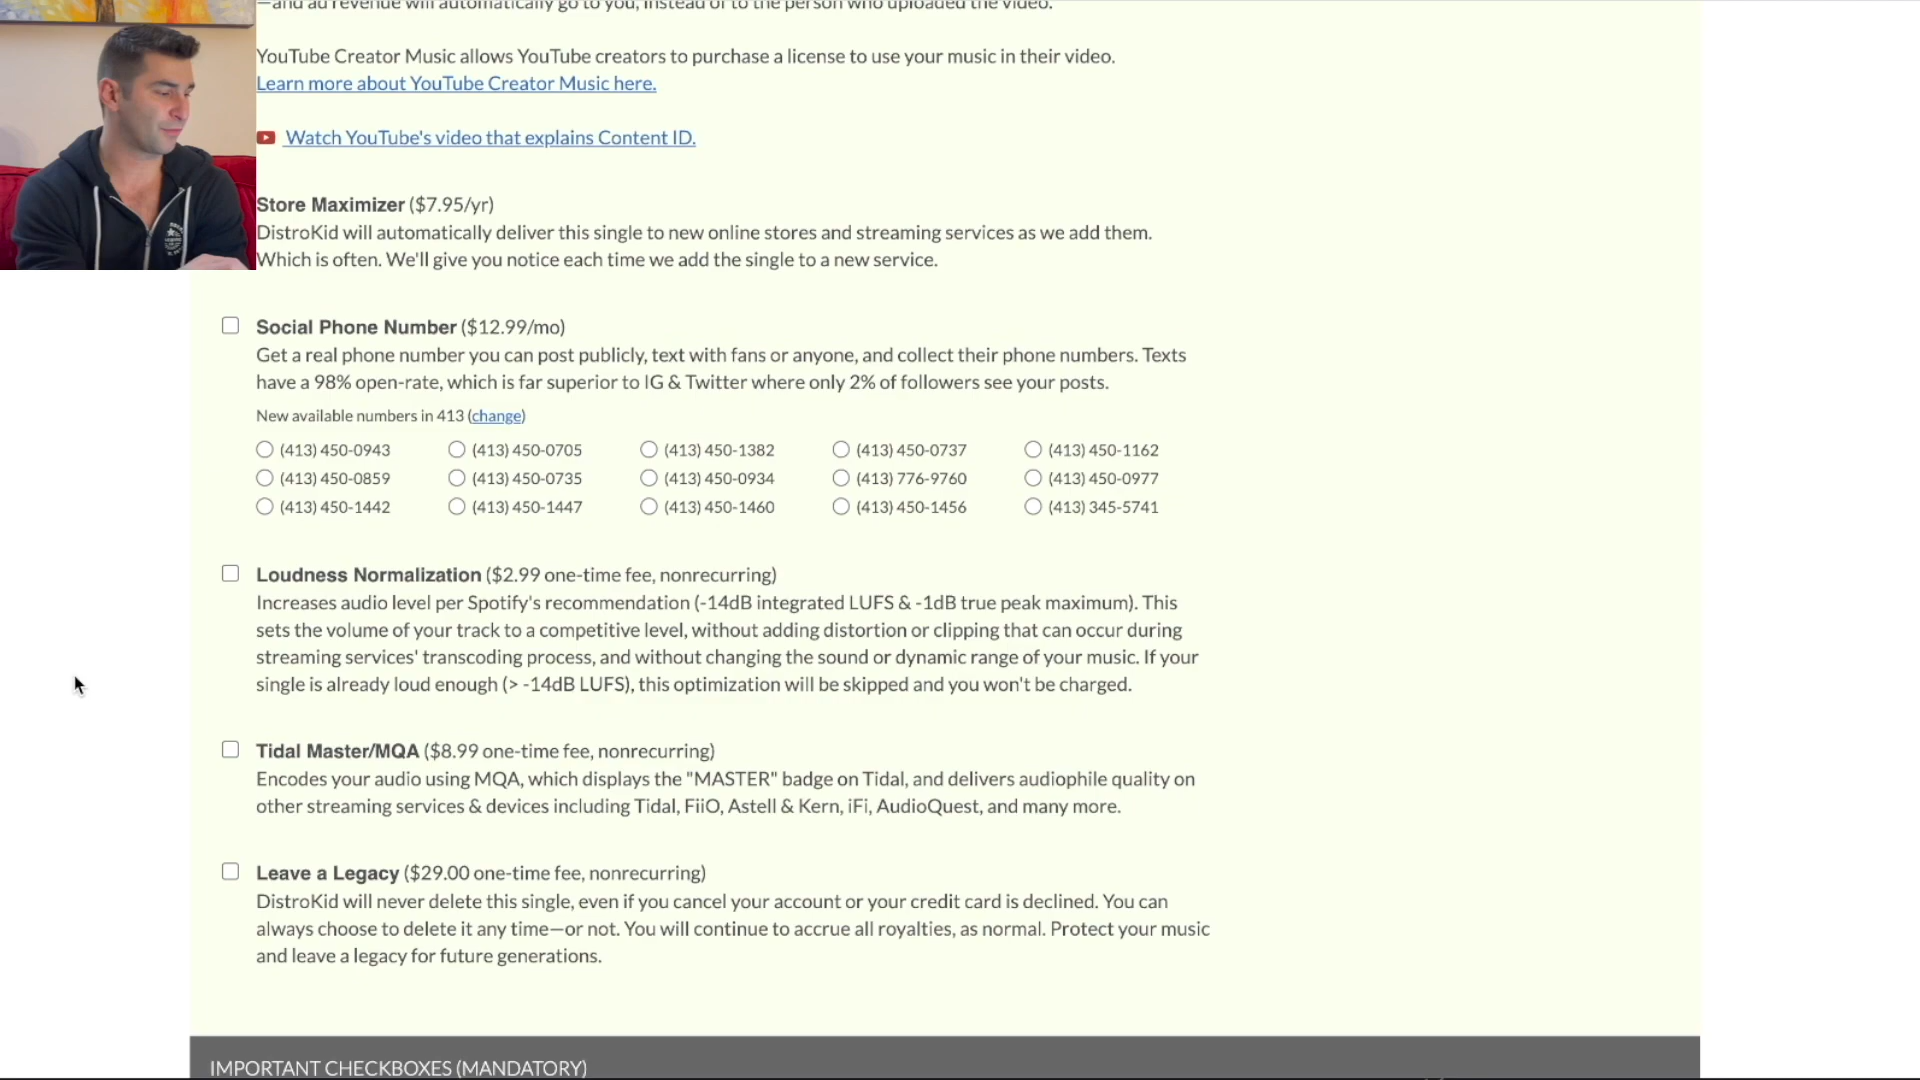 —and ad revenue will automatically go to you, instead of to the person who uploaded the video.
YouTube Creator Music allows YouTube creators to purchase a license to use your music in their video.
Learn more about YouTube Creator Music here.
Watch YouTube's video that explains Content ID.
Store Maximizer ($7.95/yr)
DistroKid will automatically deliver this single to new online stores and streaming services as we add them.
Which is often. We'll give you notice each time we add the single to a new service.
Social Phone Number ($12.99/mo)
Get a real phone number you can post publicly, text with fans or anyone, and collect their phone numbers. Texts
have a 98% open-rate, which is far superior to IG & Twitter where only 2% of followers see your posts.
New available numbers in 413 (change)
(413) 450-0943 (413) 450-0705 (413) 450-1382 (413) 450-0737 (413) 450-1162
(413) 450-0859 (413) 450-0735 (413) 450-0934 (413) 776-9760 (413) 450-0977
(413) 450-1442 (413) 450-1447 (413) 450-1460 (413) 450-1456 (413) 345-5741
Loudness Normalization ($2.99 one-time fee, nonrecurring)
Increases audio level per Spotify's recommendation (-14dB integrated LUFS & -1dB true peak maximum). This
sets the volume of your track to a competitive level, without adding distortion or clipping that can occur during
streaming services' transcoding process, and without changing the sound or dynamic range of your music. If your
single is already loud enough (> -14dB LUFS), this optimization will be skipped and you won't be charged.
Tidal Master/MQA ($8.99 one-time fee, nonrecurring)
Encodes your audio using MQA, which displays the "MASTER" badge on Tidal, and delivers audiophile quality on
other streaming services & devices including Tidal, FiiO, Astell & Kern, iFi, AudioQuest, and many more.
Leave a Legacy ($29.00 one-time fee, nonrecurring)
DistroKid will never delete this single, even if you cancel your account or your credit card is declined. You can
always choose to delete it any time—or not. You will continue to accrue all royalties, as normal. Protect your music
and leave a legacy for future generations.
IMPORTANT CHECKBOXES (MANDATORY)